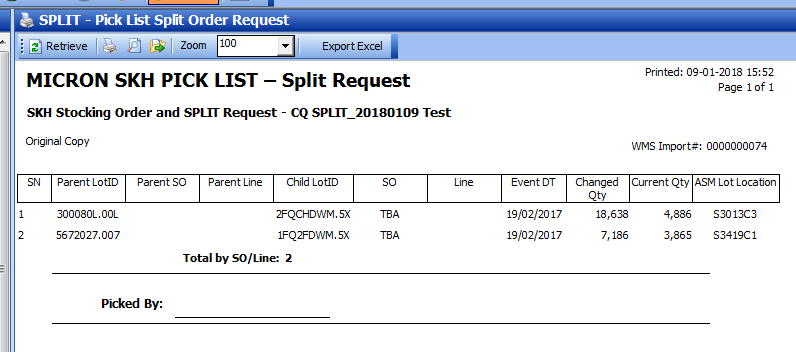 SPLIT - Pick List Split Order Request
Retrieve Zoom 100 Export Excel
MICRON SKH PICK LIST – Split Request
Printed: 09-01-2018 15:52
Page 1 of 1
SKH Stocking Order and SPLIT Request - CQ SPLIT_20180109 Test
Original Copy
WMS Import#: 0000000074
SN Parent LotID Parent SO Parent Line Child LotID SO Line Event DT Changed Qty Current Qty ASM Lot Location
1 300080L.00L 2FQCHDWM.5X TBA 19/02/2017 18,638 4,886 S3013C3
2 5672027.007 1FQ2FDWM.5X TBA 19/02/2017 7,186 3,865 S3419C1
Total by SO/Line: 2
Picked By: